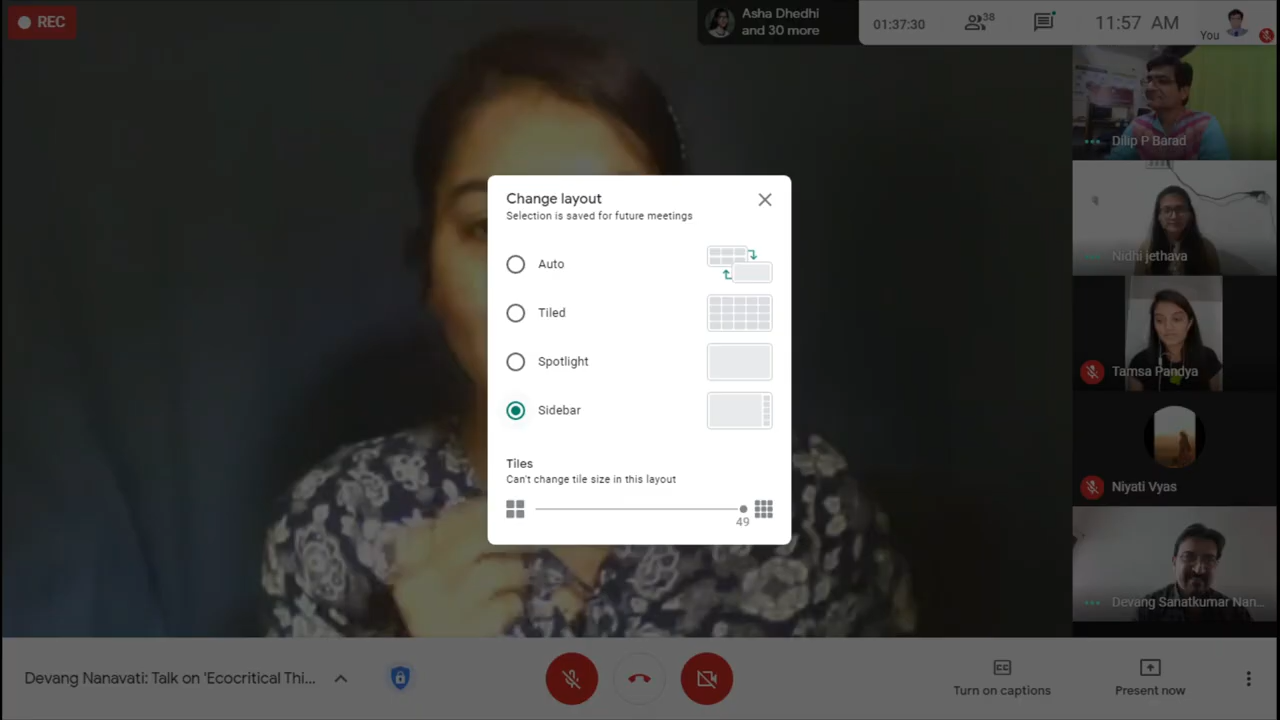 REC
Asha Dhedhi
and 30 more
01:37:30
38
11:57 AM
You
Dilip P Barad
Nidhi jethava
Tamsa Pandya
Niyati Vyas
Devang Sanatkumar Nan...
Change layout
Selection is saved for future meetings
Auto
Tiled
Spotlight
Sidebar
Tiles
Can't change tile size in this layout
49
Devang Nanavati: Talk on 'Ecocritical Thi...
CC
Turn on captions
Present now